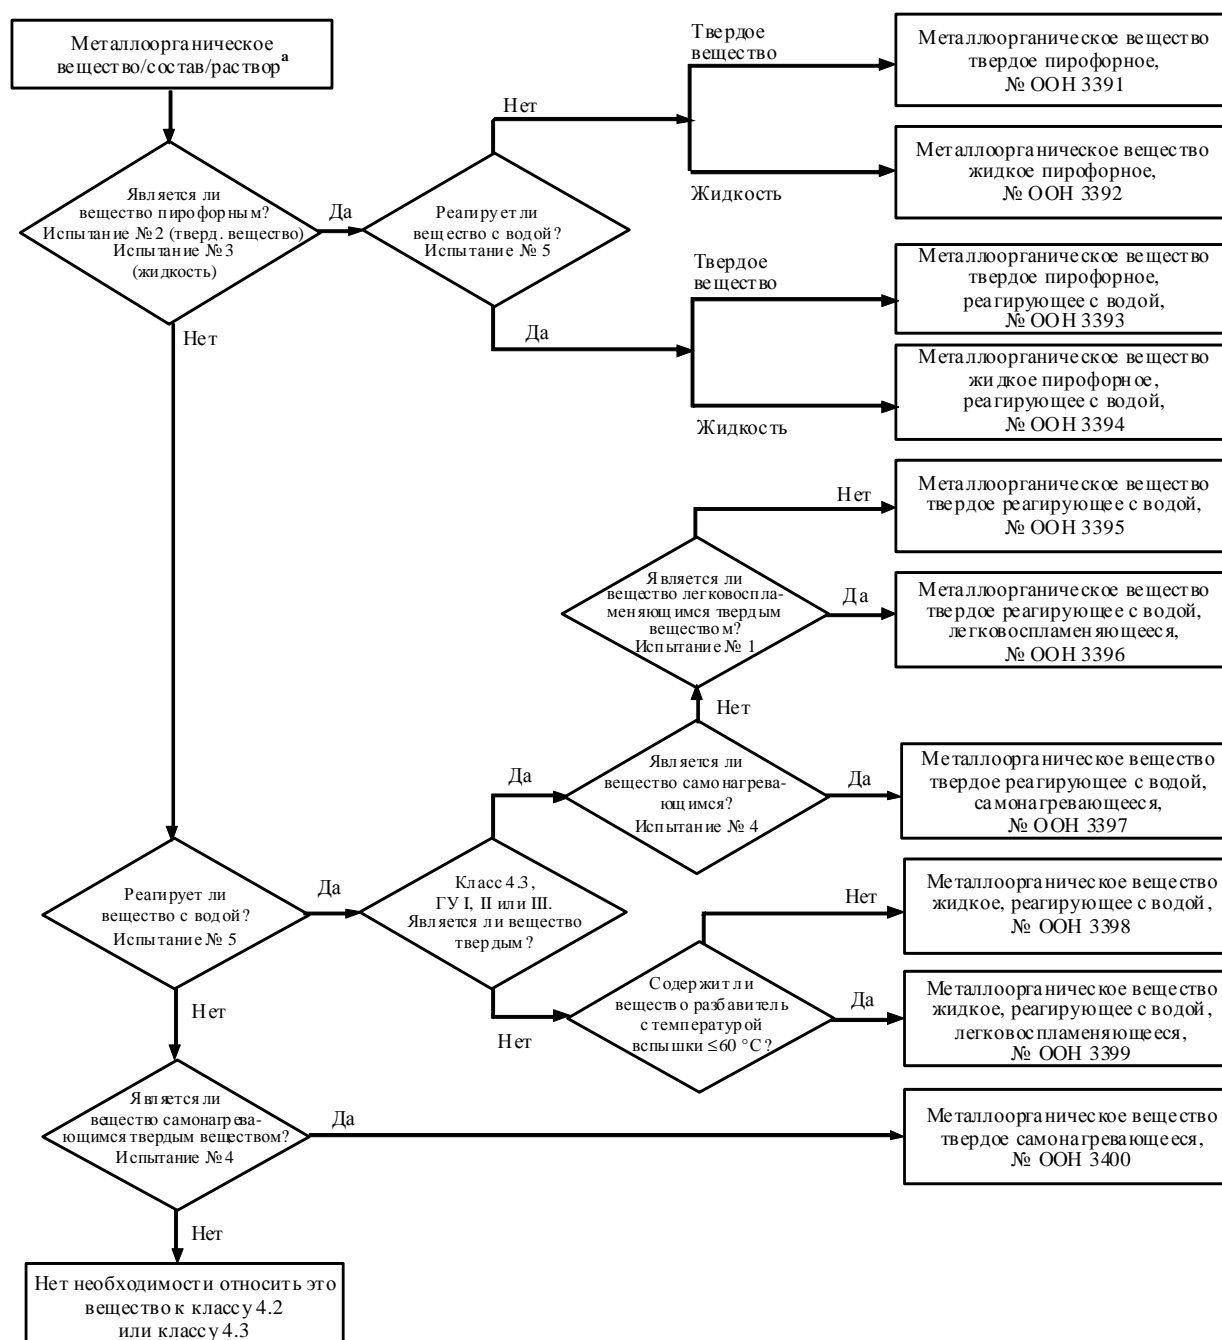 Металлоорганическое
вещество/состав/растворᵃ
Является ли
вещество пирофорным?
Испытание № 2 (тверд. вещество)
Испытание № 3
(жидкость)
Да
Нет
Реагирует ли
вещество с водой?
Испытание № 5
Нет
Да
Твердое
вещество
Жидкость
Металлоорганическое вещество
твердое пирофорное,
№ ООН 3391
Металлоорганическое вещество
жидкое пирофорное,
№ ООН 3392
Твердое
вещество
Жидкость
Металлоорганическое вещество
твердое пирофорное,
реагирующее с водой,
№ ООН 3393
Металлоорганическое вещество
жидкое пирофорное,
реагирующее с водой,
№ ООН 3394
Нет
Металлоорганическое вещество
твердое реагирующее с водой,
№ ООН 3395
Является ли
вещество легковоспла-
меняющимся твердым
веществом?
Испытание № 1
Да
Металлоорганическое вещество
твердое реагирующее с водой,
легковоспламеняющееся,
№ ООН 3396
Нет
Является ли
вещество самонагрева-
ющимся?
Испытание № 4
Да
Да
Металлоорганическое вещество
твердое реагирующее с водой,
самонагревающееся,
№ ООН 3397
Реагирует ли
вещество с водой?
Испытание № 5
Да
Нет
Класс 4.3,
ГУ I, II или III.
Является ли вещество
твердым?
Нет
Нет
Металлоорганическое вещество
жидкое, реагирующее с водой,
№ ООН 3398
Содержит ли
вещество разбавитель
с температурой
вспышки ≤60 °C?
Да
Металлоорганическое вещество
жидкое, реагирующее с водой,
легковоспламеняющееся,
№ ООН 3399
Является ли
вещество самонагрева-
ющимся твердым веществом?
Испытание № 4
Да
Металлоорганическое вещество
твердое самонагревающееся,
№ ООН 3400
Нет
Нет необходимости относить это
вещество к классу 4.2
или классу 4.3